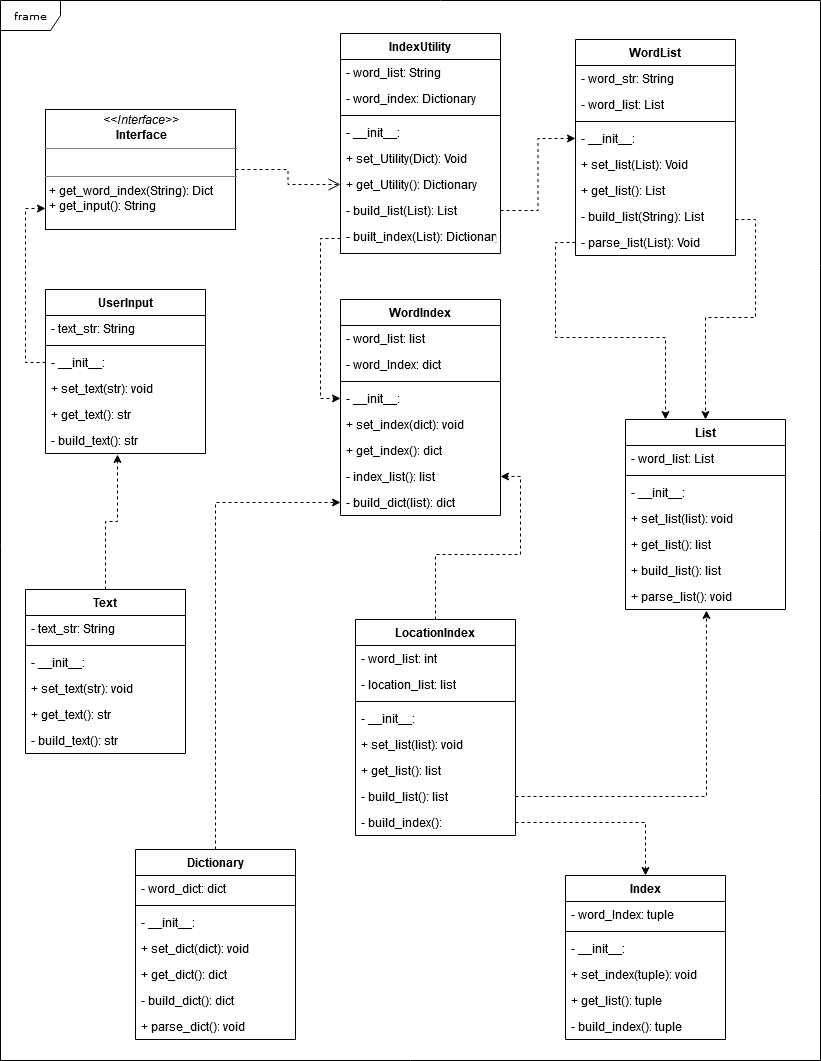 frame
IndexUtility
- word_list: String
- word_index: Dictionary
- __init__:
+ set_Utility(Dict): Void
+ get_Utility(): Dictionary
- build_list(List): List
- built_index(List): Dictionar
WordList
- word_str: String
- word_list: List
- __init__:
+ set_list(List): Void
+ get_list(): List
- build_list(String): List
- parse_list(List): Void
<<Interface>>
Interface
+ get_word_index(String): Dict
+ get_input(): String
UserInput
- text_str: String
- __init__:
+ set_text(str): void
+ get_text(): str
- build_text(): str
WordIndex
- word_list: list
- word_Index: dict
- __init__:
+ set_index(dict): void
+ get_index(): dict
- index_list(): list
- build_dict(list): dict
List
- word_list: List
- __init__:
+ set_list(list): void
+ get_list(): list
+ build_list(): list
+ parse_list(): void
Text
- text_str: String
- __init__:
+ set_text(str): void
+ get_text(): str
- build_text(): str
LocationIndex
- word_list: int
- location_list: list
- __init__:
+ set_list(list): void
+ get_list(): list
- build_list(): list
- build_index():
Dictionary
- word_dict: dict
- __init__:
+ set_dict(dict): void
+ get_dict(): dict
- build_dict(): dict
+ parse_dict(): void
Index
- word_Index: tuple
- __init__:
+ set_index(tuple): void
+ get_list(): tuple
- build_index(): tuple